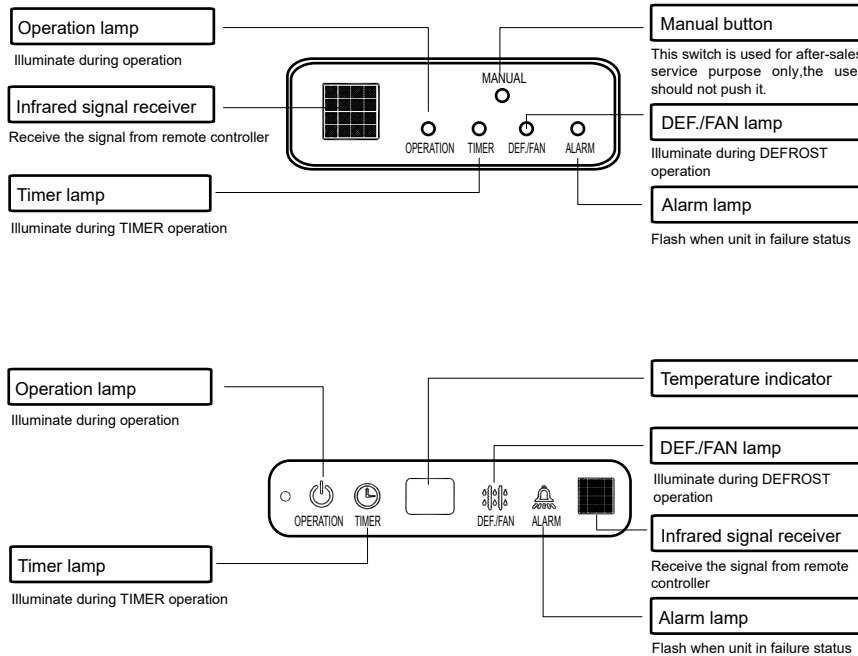 Operation lamp
Illuminate during operation
Infrared signal receiver
Receive the signal from remote controller
Timer lamp
Illuminate during TIMER operation
MANUAL
OPERATION TIMER DEF./FAN ALARM
Manual button
This switch is used for after-sales
service purpose only,the use
should not push it.
DEF./FAN lamp
Illuminate during DEFROST
operation
Alarm lamp
Flash when unit in failure status
Operation lamp
Illuminate during operation
Timer lamp
Illuminate during TIMER operation
OPERATION TIMER DEF./FAN ALARM
Temperature indicator
DEF./FAN lamp
Illuminate during DEFROST
operation
Infrared signal receiver
Receive the signal from remote
controller
Alarm lamp
Flash when unit in failure status